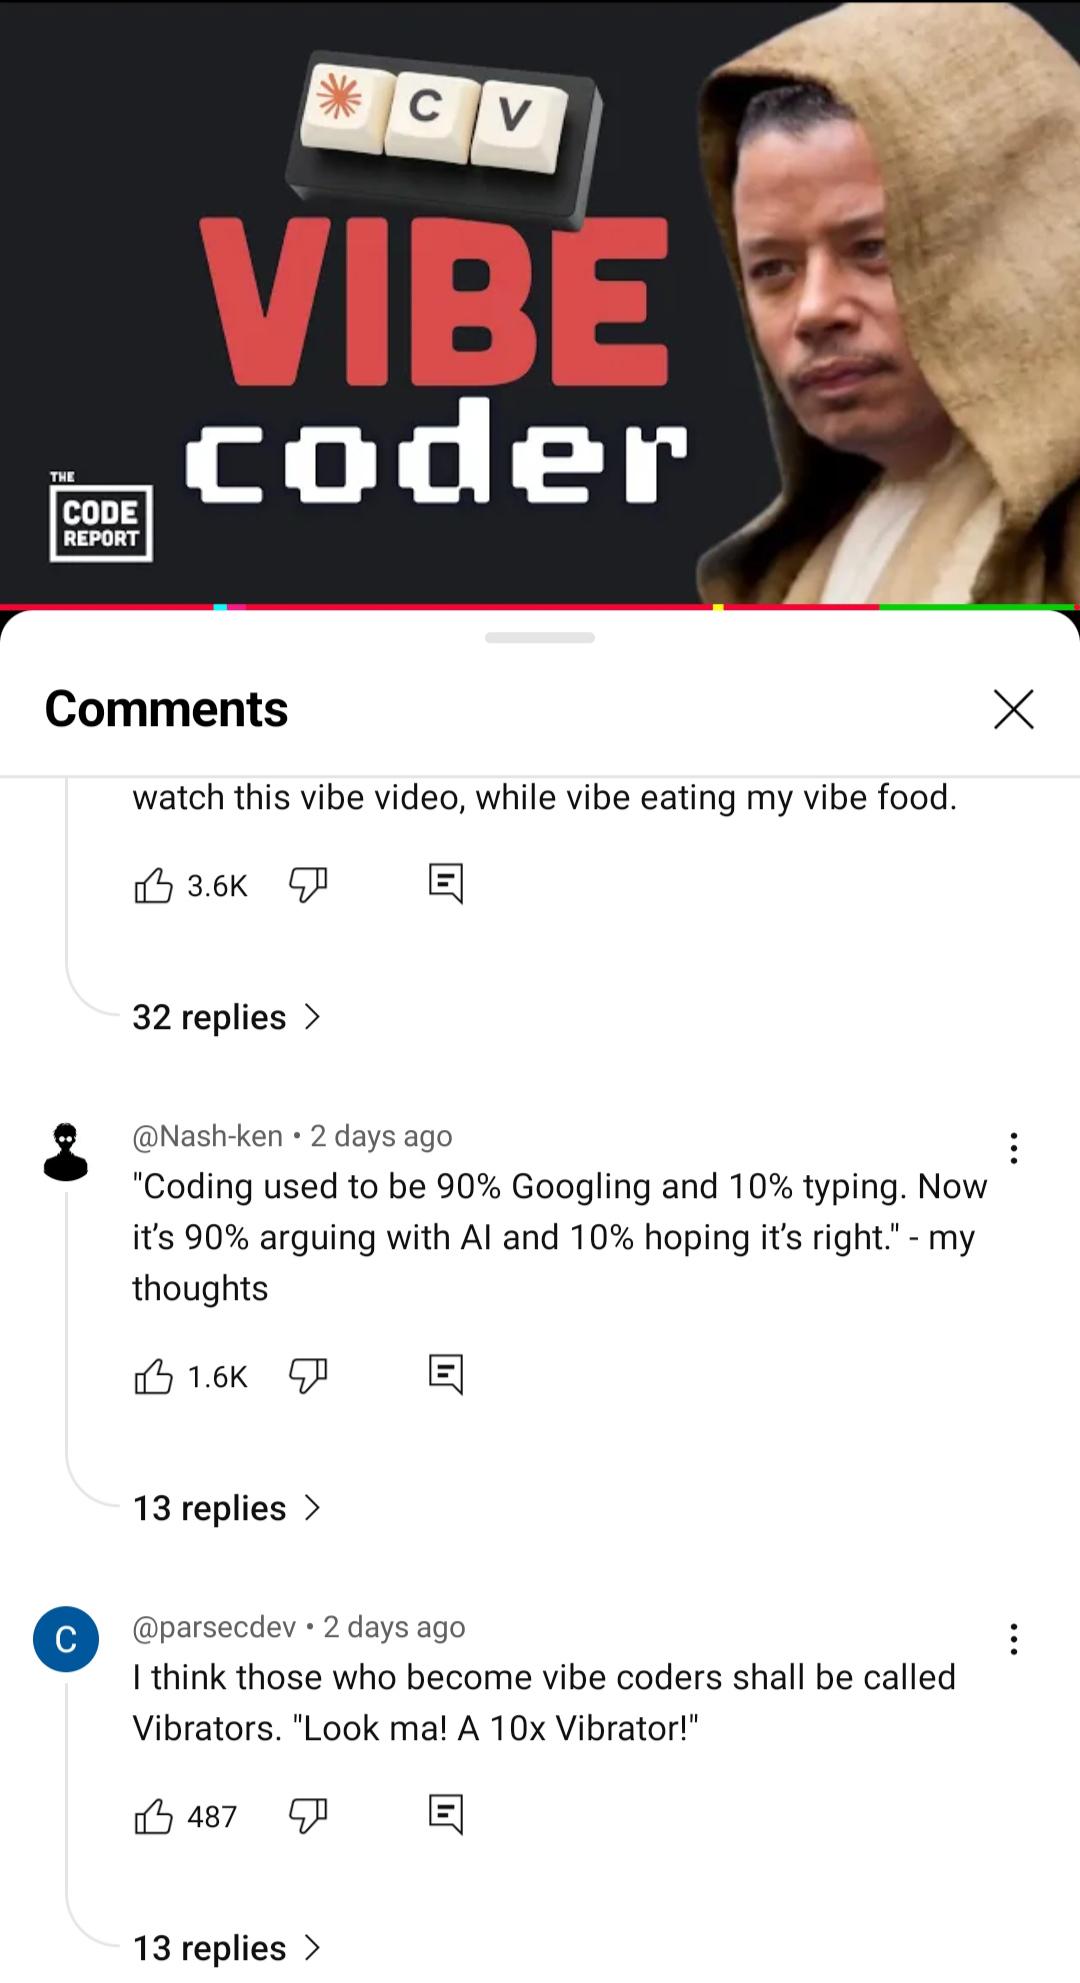 C V
VIBE
coder
THE
CODE
REPORT
Comments
watch this vibe video, while vibe eating my vibe food.
3.6K
32 replies
@Nash-ken • 2 days ago
"Coding used to be 90% Googling and 10% typing. Now
it’s 90% arguing with AI and 10% hoping it’s right." - my
thoughts
1.6K
13 replies
C
@parsecdev • 2 days ago
I think those who become vibe coders shall be called
Vibrators. "Look ma! A 10x Vibrator!"
487
13 replies